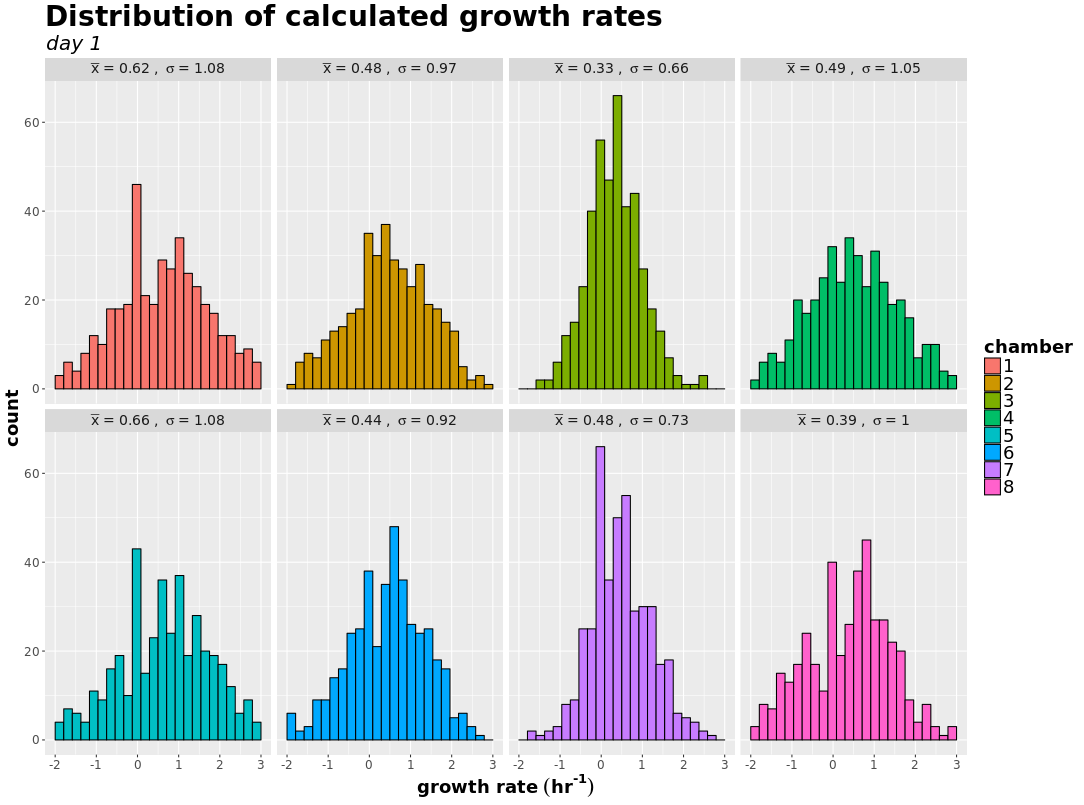 Distribution of calculated growth rates
day 1
x̅ = 0.62 , σ = 1.08
x̅ = 0.48 , σ = 0.97
x̅ = 0.33 , σ = 0.66
x̅ = 0.49 , σ = 1.05
60
40
20
0
x̅ = 0.66 , σ = 1.08
x̅ = 0.44 , σ = 0.92
x̅ = 0.48 , σ = 0.73
x̅ = 0.39 , σ = 1
60
40
20
0
-2 -1 0 1 2 3
-2 -1 0 1 2 3
-2 -1 0 1 2 3
-2 -1 0 1 2 3
growth rate (hr⁻¹)
count
chamber
1
2
3
4
5
6
7
8